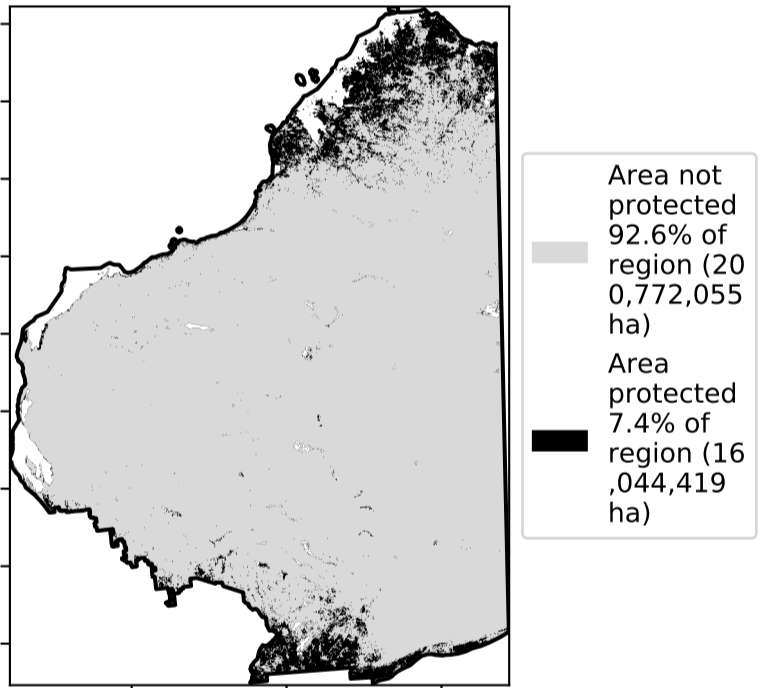 Area not
protected
92.6% of
region (20
0,772,055
ha)
Area
protected
7.4% of
region (16
,044,419
ha)